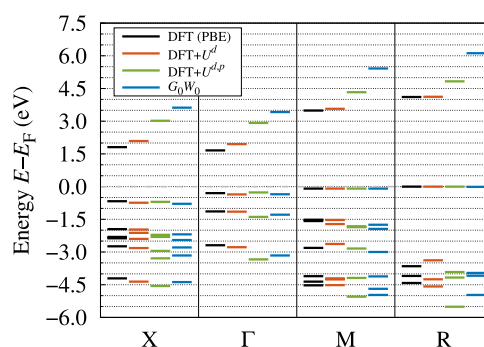 Energy E−E_F (eV)
7.5
6.0
4.5
3.0
1.5
0.0
-1.5
-3.0
-4.5
-6.0
DFT (PBE)
DFT+U^d
DFT+U^{d,p}
G_0W_0
X Γ M R